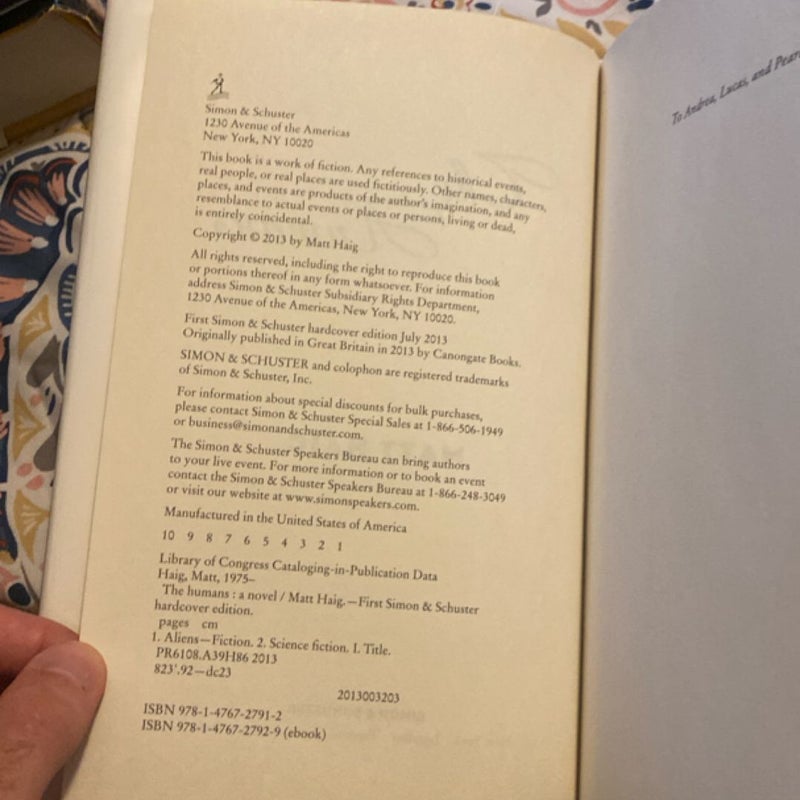 Simon & Schuster
1230 Avenue of the Americas
New York, NY 10020
This book is a work of fiction. Any references to historical events,
real people, or real places are used fictitiously. Other names, characters,
places, and events are products of the author's imagination, and any
resemblance to actual events or places or persons, living or dead,
is entirely coincidental.
Copyright © 2013 by Matt Haig
All rights reserved, including the right to reproduce this book
or portions thereof in any form whatsoever. For information
address Simon & Schuster Subsidiary Rights Department,
1230 Avenue of the Americas, New York, NY 10020.
First Simon & Schuster hardcover edition July 2013
Originally published in Great Britain in 2013 by Canongate Books.
SIMON & SCHUSTER and colophon are registered trademarks
of Simon & Schuster, Inc.
For information about special discounts for bulk purchases,
please contact Simon & Schuster Special Sales at 1-866-506-1949
or business@simonandschuster.com.
The Simon & Schuster Speakers Bureau can bring authors
to your live event. For more information or to book an event
contact the Simon & Schuster Speakers Bureau at 1-866-248-3049
or visit our website at www.simonspeakers.com.
Manufactured in the United States of America
10 9 8 7 6 5 4 3 2 1
Library of Congress Cataloging-in-Publication Data
Haig, Matt, 1975–
The humans : a novel / Matt Haig.—First Simon & Schuster
hardcover edition.
pages cm
1. Aliens—Fiction. 2. Science fiction. I. Title.
PR6108.A39H86 2013
823'.92—dc23
2013003203
ISBN 978-1-4767-2791-2
ISBN 978-1-4767-2792-9 (ebook)
To Andrea, Lucas, and Pearl